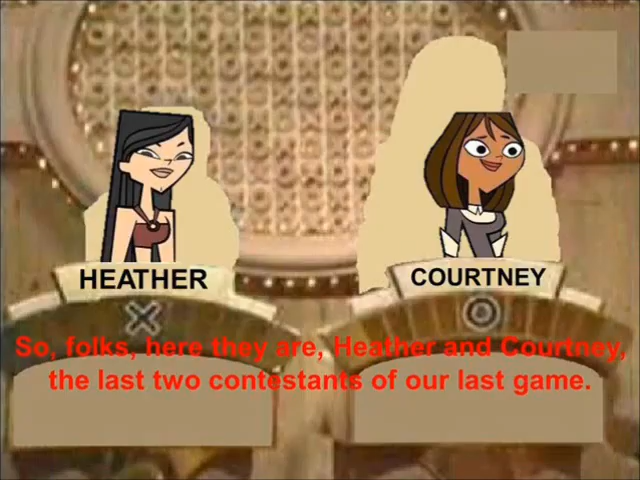 HEATHER
COURTNEY
So, folks, here they are, Heather and Courtney,
the last two contestants of our last game.